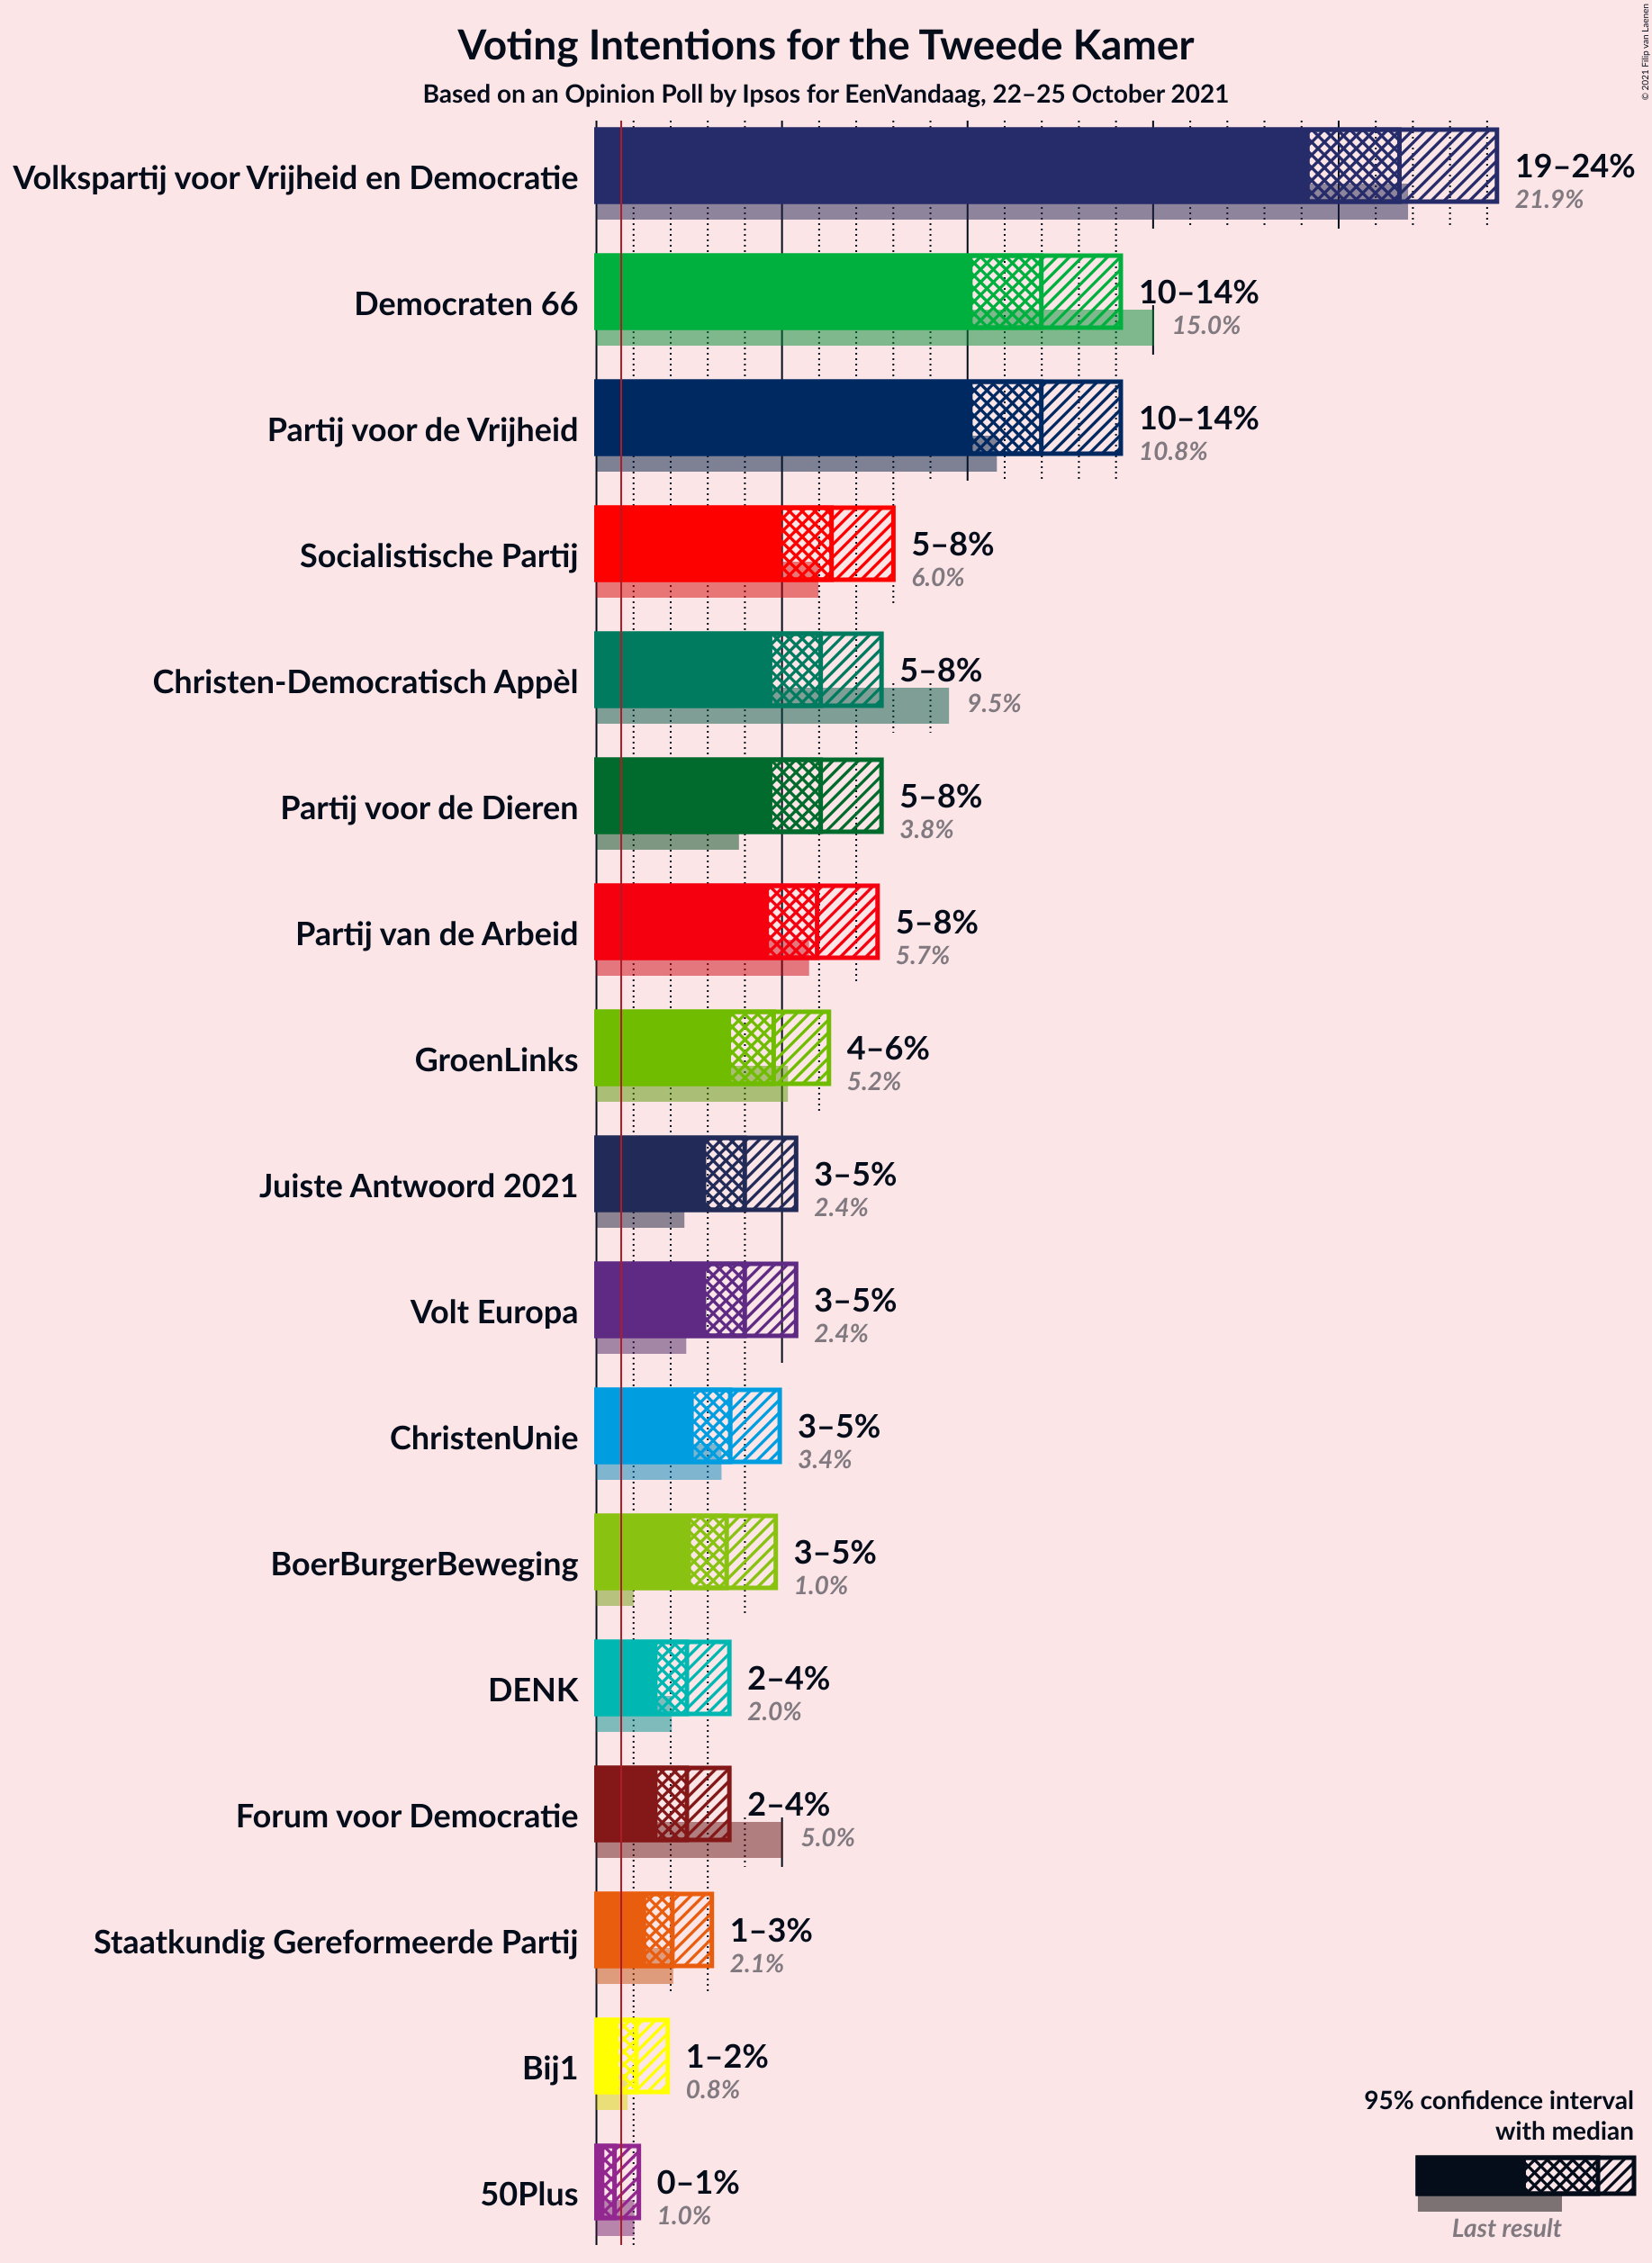 © 2021 Filip van Laenen
Voting Intentions for the Tweede Kamer
Based on an Opinion Poll by Ipsos for EenVandaag, 22–25 October 2021
Volkspartij voor Vrijheid en Democratie
19–24%
21.9%
Democraten 66
10–14%
15.0%
Partij voor de Vrijheid
10–14%
10.8%
Socialistische Partij
5–8%
6.0%
Christen-Democratisch Appèl
5–8%
9.5%
Partij voor de Dieren
5–8%
3.8%
Partij van de Arbeid
5–8%
5.7%
GroenLinks
4–6%
5.2%
Juiste Antwoord 2021
3–5%
2.4%
Volt Europa
3–5%
2.4%
ChristenUnie
3–5%
3.4%
BoerBurgerBeweging
3–5%
1.0%
DENK
2–4%
2.0%
Forum voor Democratie
2–4%
5.0%
Staatkundig Gereformeerde Partij
1–3%
2.1%
Bij1
1–2%
0.8%
50Plus
0–1%
1.0%
95% confidence interval
with median
Last result